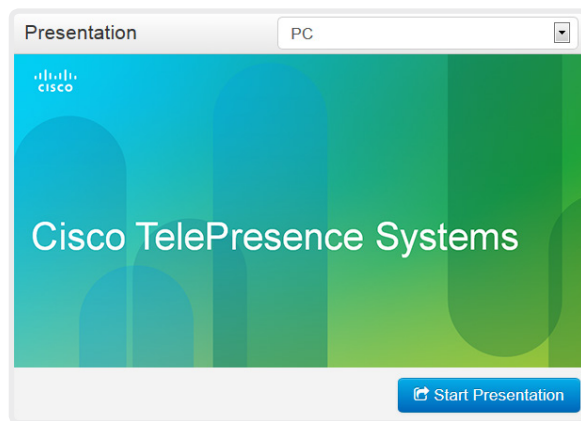 Presentation
PC
CISCO
Cisco TelePresence Systems
Start Presentation